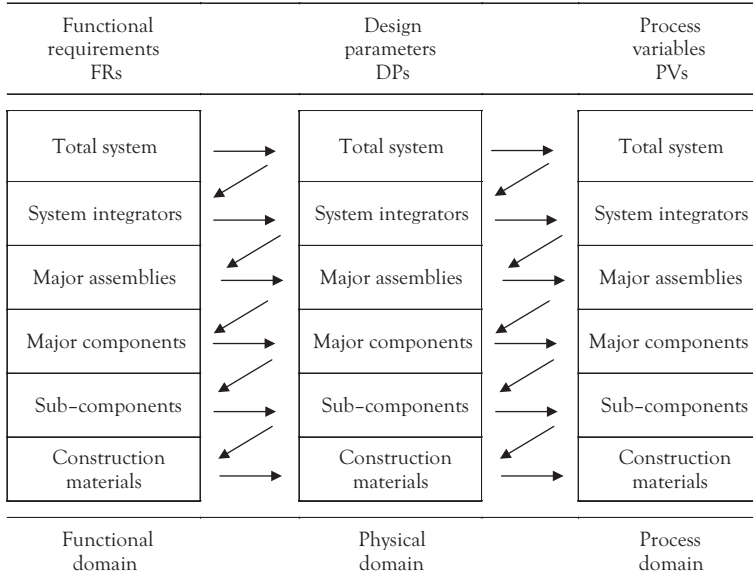 Functional
requirements
FRs
Design
parameters
DPs
Process
variables
PVs
Total system
Total system
Total system
System integrators
System integrators
System integrators
Major assemblies
Major assemblies
Major assemblies
Major components
Major components
Major components
Sub–components
Sub–components
Sub–components
Construction
materials
Construction
materials
Construction
materials
Functional
domain
Physical
domain
Process
domain